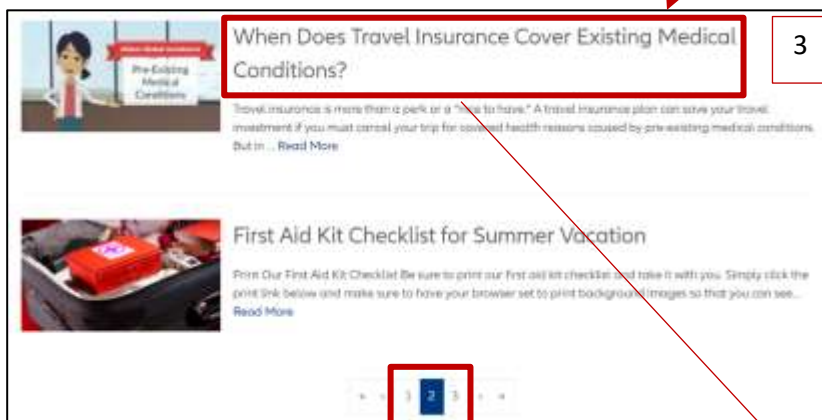 When Does Travel Insurance Cover Existing Medical
3
Conditions?
Pre-Existing
Medical
Conditions
Travel insurance is more than a perk or a "nice to have." A travel insurance plan can save your travel
investment if you must cancel your trip for covered health reasons caused by pre-existing medical conditions.
But in ... Read More
First Aid Kit Checklist for Summer Vacation
Print Our First Aid Kit Checklist Be sure to print our first aid kit checklist and take it with you. Simply click the
print link below and make sure to have your browser set to print background images so that you can see...
Read More
« ‹ 1 2 3 › »